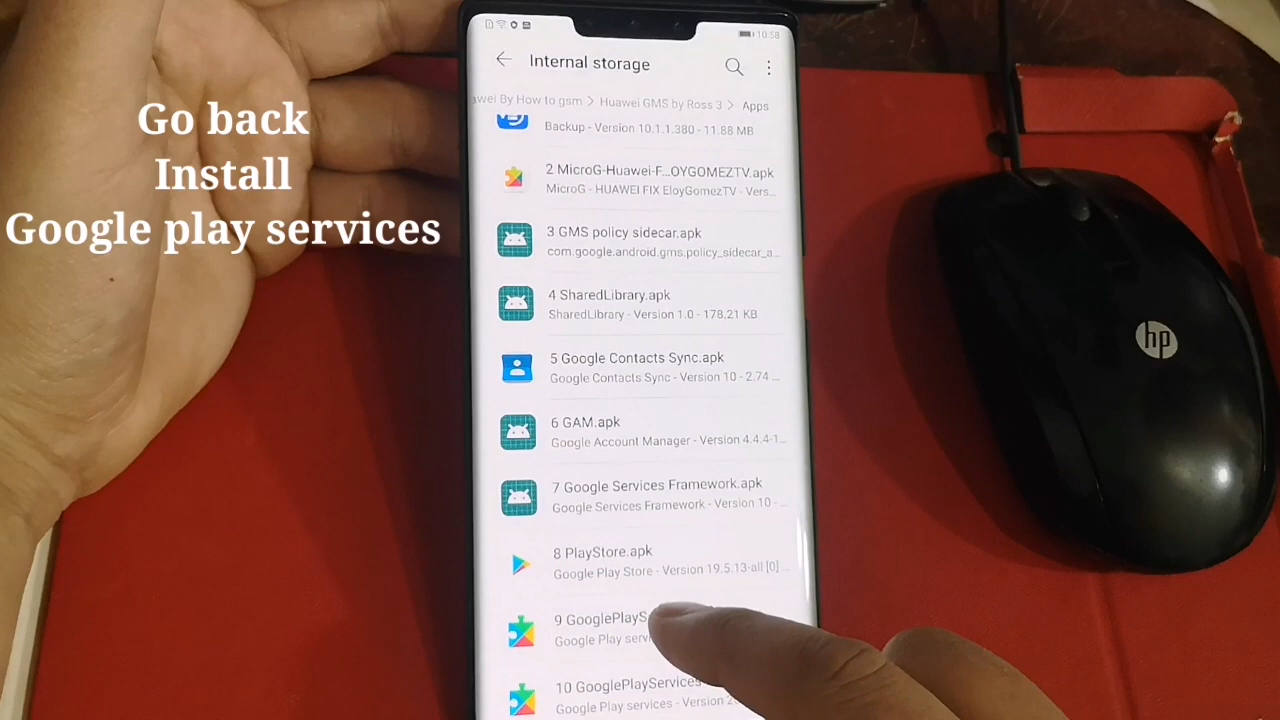 Go back
Install
Google play services
10:58
Internal storage
By How to gsm > Huawei GMS by Ross 3 > Apps
Backup - Version 10.1.1.380 - 11.88 MB
2 MicroG-Huawei-F...OYGOMEZTV.apk
MicroG - HUAWEI FIX EloyGomezTV - Vers...
3 GMS policy sidecar.apk
com.google.android.gms.policy_sidecar_a...
4 SharedLibrary.apk
SharedLibrary - Version 1.0 - 178.21 KB
5 Google Contacts Sync.apk
Google Contacts Sync - Version 10 - 2.74 ...
6 GAM.apk
Google Account Manager - Version 4.4.4-1...
7 Google Services Framework.apk
Google Services Framework - Version 10 - ...
8 PlayStore.apk
Google Play Store - Version 19.5.13-all [0] ...
9 GooglePlayS
Google Play serv
10 GooglePlayServices
Google Play services - Version 2
hp